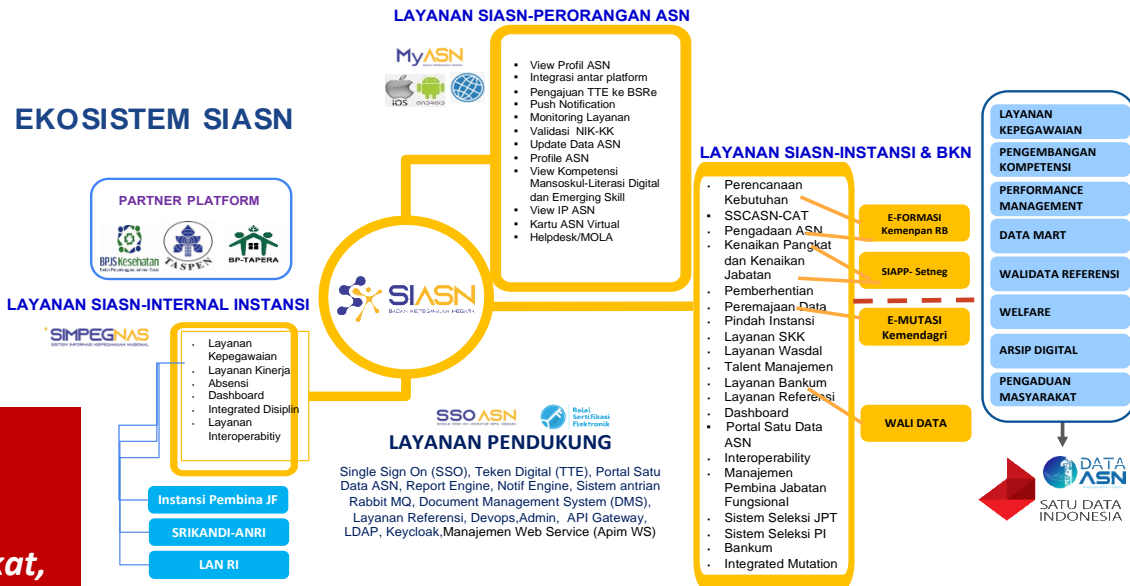 LAYANAN SIASN-PERORANGAN ASN
MyASN
iOS
ANDROID
View Profil ASN
Integrasi antar platform
Pengajuan TTE ke BSRe
Push Notification
Monitoring Layanan
Validasi NIK-KK
Update Data ASN
Profile ASN
View Kompetensi
Mansoskul-Literasi Digital
dan Emerging Skill
View IP ASN
Kartu ASN Virtual
Helpdesk/MOLA
EKOSISTEM SIASN
PARTNER PLATFORM
BPJS Kesehatan
TASPEN
BP-TAPERA
LAYANAN SIASN-INTERNAL INSTANSI
SIMPEGNAS
SISTEM INFORMASI KEPEGAWAIAN NASIONAL
Layanan
Kepegawaian
Layanan Kinerja
Absensi
Dashboard
Integrated Disiplin
Layanan
Interoperabitiy
Instansi Pembina JF
SRIKANDI-ANRI
LAN RI
kat,
SIASN
BADAN KEPEGAWAIAN NEGARA
SSO ASN
Balai
Sertifikasi
Elektronik
LAYANAN PENDUKUNG
Single Sign On (SSO), Teken Digital (TTE), Portal Satu
Data ASN, Report Engine, Notif Engine, Sistem antrian
Rabbit MQ, Document Management System (DMS),
Layanan Referensi, Devops,Admin, API Gateway,
LDAP, Keycloak,Manajemen Web Service (Apim WS)
LAYANAN SIASN-INSTANSI & BKN
Perencanaan
Kebutuhan
SSCASN-CAT
Pengadaan ASN
Kenaikan Pangkat
dan Kenaikan
Jabatan
Pemberhentian
Peremajaan Data
Pindah Instansi
Layanan SKK
Layanan Wasdal
Talent Manajemen
Layanan Bankum
Layanan Referensi
Dashboard
Portal Satu Data
ASN
Interoperability
Manajemen
Pembina Jabatan
Fungsional
Sistem Seleksi JPT
Sistem Seleksi PI
Bankum
Integrated Mutation
E-FORMASI
Kemenpan RB
SIAPP- Setneg
E-MUTASI
Kemendagri
WALI DATA
LAYANAN
KEPEGAWAIAN
PENGEMBANGAN
KOMPETENSI
PERFORMANCE
MANAGEMENT
DATA MART
WALIDATA REFERENSI
WELFARE
ARSIP DIGITAL
PENGADUAN
MASYARAKAT
DATA
ASN
SATU DATA
INDONESIA